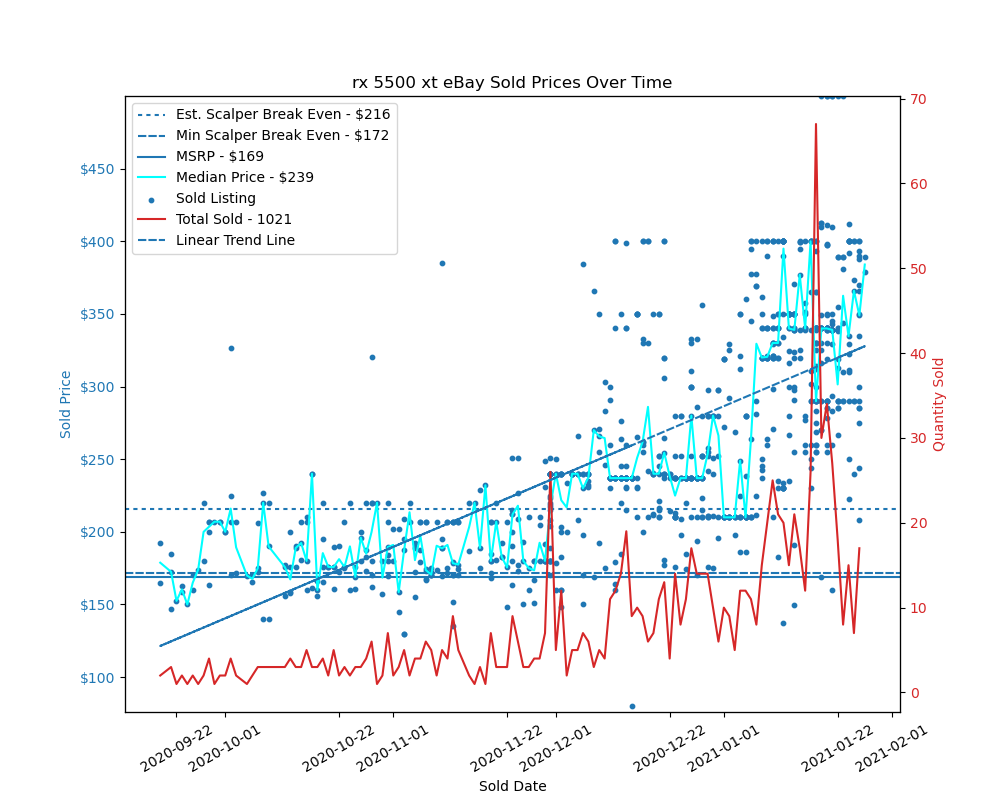 rx 5500 xt eBay Sold Prices Over Time
Est. Scalper Break Even - $216
Min Scalper Break Even - $172
MSRP - $169
Median Price - $239
Sold Listing
Total Sold - 1021
Linear Trend Line
$450
$400
$350
$300
$250
$200
$150
$100
Sold Price
70
60
50
40
30
20
10
0
Quantity Sold
2020-09-22
2020-10-01
2020-10-22
2020-11-01
2020-11-22
2020-12-01
2020-12-22
2021-01-01
2021-01-22
2021-02-01
Sold Date